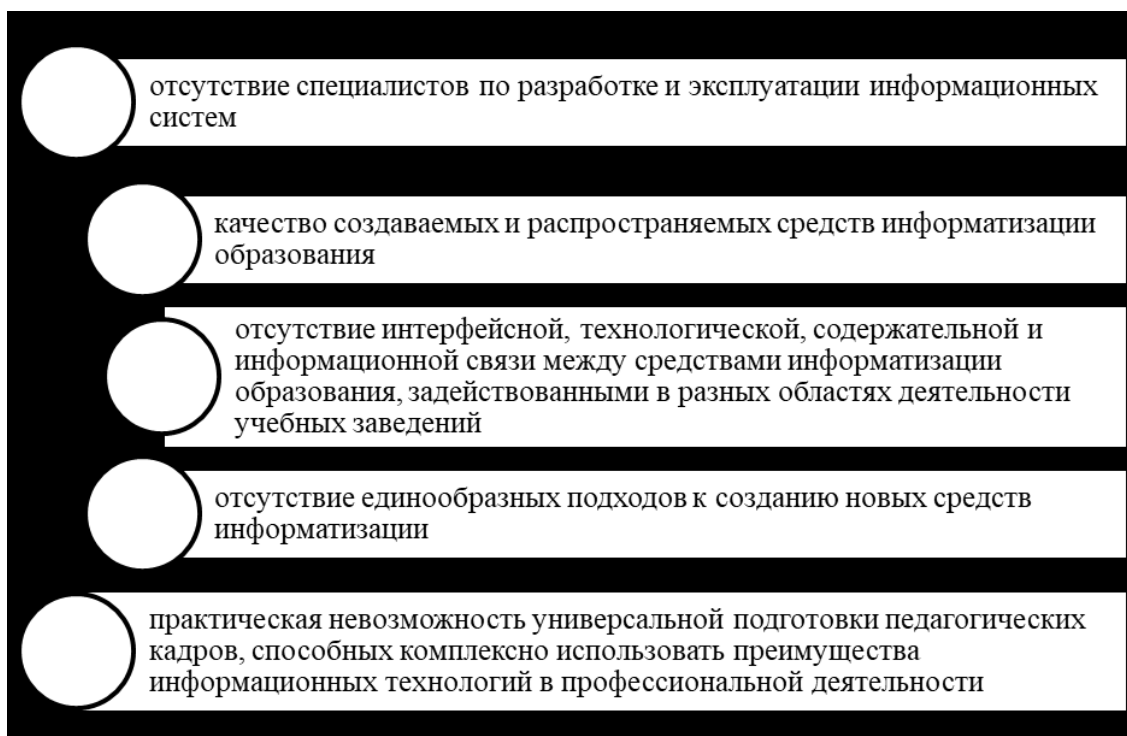 отсутствие специалистов по разработке и эксплуатации информационных
систем
качество создаваемых и распространяемых средств информатизации
образования
отсутствие интерфейсной, технологической, содержательной и
информационной связи между средствами информатизации
образования, задействованными в разных областях деятельности
учебных заведений
отсутствие единообразных подходов к созданию новых средств
информатизации
практическая невозможность универсальной подготовки педагогических
кадров, способных комплексно использовать преимущества
информационных технологий в профессиональной деятельности